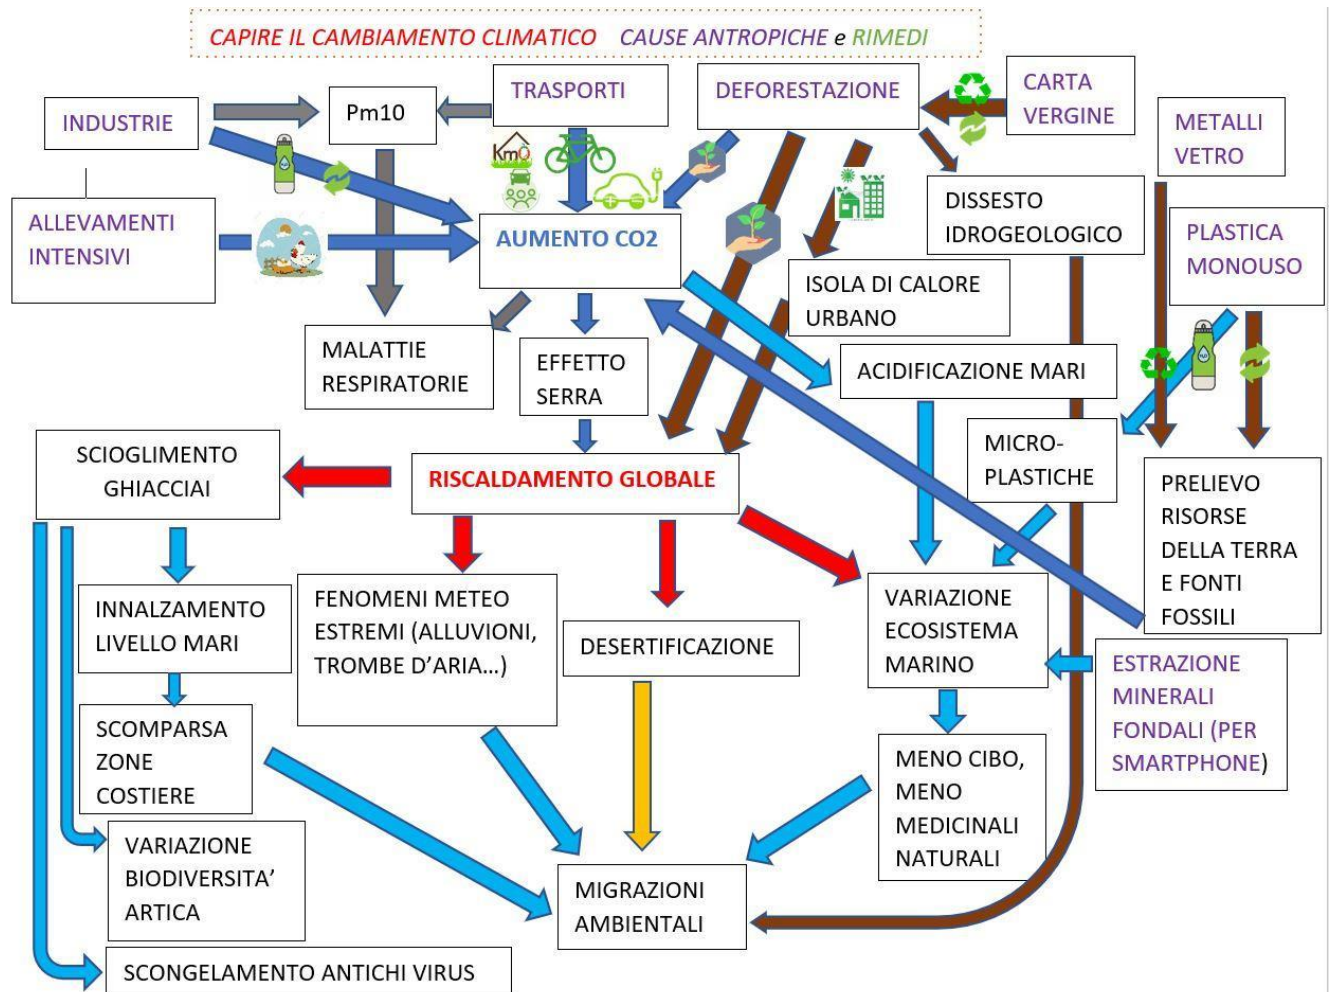 CAPIRE IL CAMBIAMENTO CLIMATICO CAUSE ANTROPICHE e RIMEDI
INDUSTRIE
Pm10
TRASPORTI
DEFORESTAZIONE
CARTA
VERGINE
METALLI
VETRO
Km0
ALLEVAMENTI
INTENSIVI
AUMENTO CO2
DISSESTO
IDROGEOLOGICO
PLASTICA
MONOUSO
ISOLA DI CALORE
URBANO
MALATTIE
RESPIRATORIE
EFFETTO
SERRA
ACIDIFICAZIONE MARI
MICRO-
PLASTICHE
SCIOGLIMENTO
GHIACCIAI
RISCALDAMENTO GLOBALE
PRELIEVO
RISORSE
DELLA TERRA
E FONTI
FOSSILI
INNALZAMENTO
LIVELLO MARI
FENOMENI METEO
ESTREMI (ALLUVIONI,
TROMBE D'ARIA...)
DESERTIFICAZIONE
VARIAZIONE
ECOSISTEMA
MARINO
ESTRAZIONE
MINERALI
FONDALI (PER
SMARTPHONE)
SCOMPARSA
ZONE
COSTIERE
MENO CIBO,
MENO
MEDICINALI
NATURALI
VARIAZIONE
BIODIVERSITA'
ARTICA
MIGRAZIONI
AMBIENTALI
SCONGELAMENTO ANTICHI VIRUS